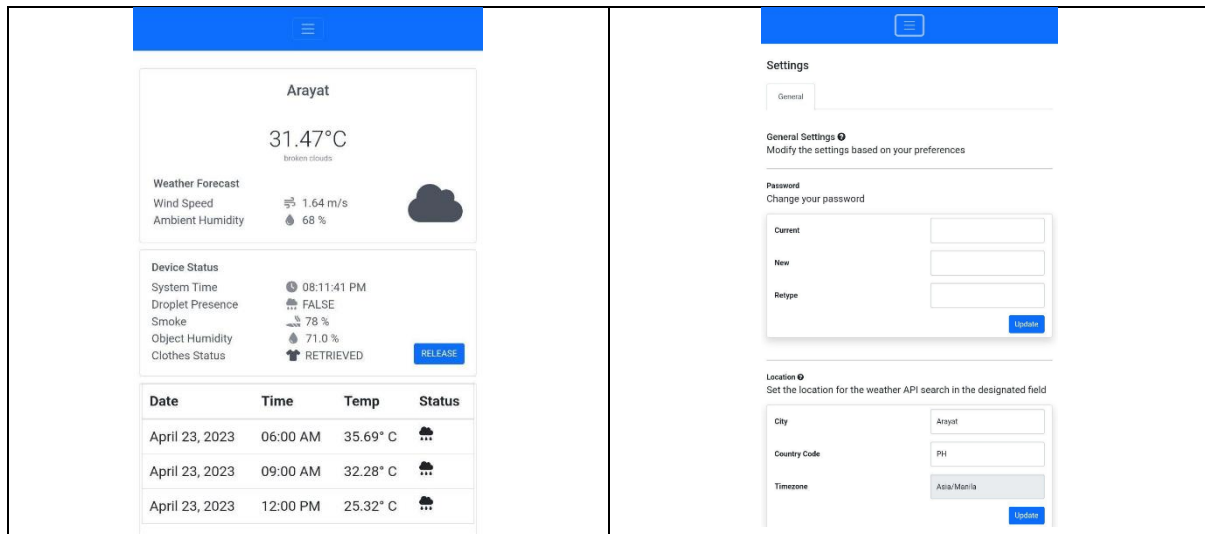 Arayat
31.47°C
broken clouds
Weather Forecast
Wind Speed 1.64 m/s
Ambient Humidity 68 %
Device Status
System Time 08:11:41 PM
Droplet Presence FALSE
Smoke 78 %
Object Humidity 71.0 %
Clothes Status RETRIEVED RELEASE
Date Time Temp Status
April 23, 2023 06:00 AM 35.69° C
April 23, 2023 09:00 AM 32.28° C
April 23, 2023 12:00 PM 25.32° C
Settings
General
General Settings
Modify the settings based on your preferences
Password
Change your password
Current
New
Retype
Update
Location
Set the location for the weather API search in the designated field
City Arayat
Country Code PH
Timezone Asia/Manila
Update